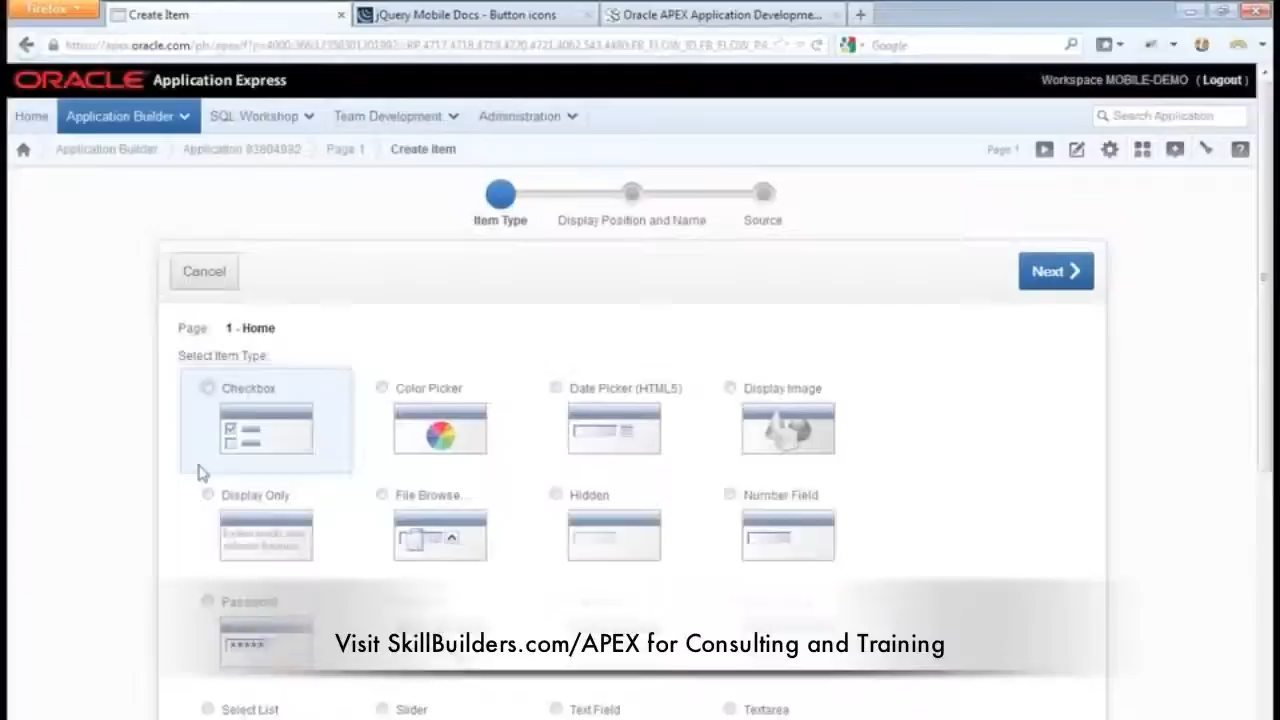 Firefox
Create Item
jQuery Mobile Docs - Button icons
Oracle APEX Application Developme...
Google
ORACLE Application Express
Workspace MOBILE-DEMO ( Logout )
Home
Application Builder
SQL Workshop
Team Development
Administration
Search Application
Application Builder
Application 93804932
Page 1
Create Item
Page 1
Item Type
Display Position and Name
Source
Cancel
Next
Page 1 - Home
Select Item Type:
Checkbox
Color Picker
Date Picker (HTML5)
Display Image
Display Only
File Browse...
Hidden
Number Field
Password
Visit SkillBuilders.com/APEX for Consulting and Training
Select List
Slider
Text Field
Textarea